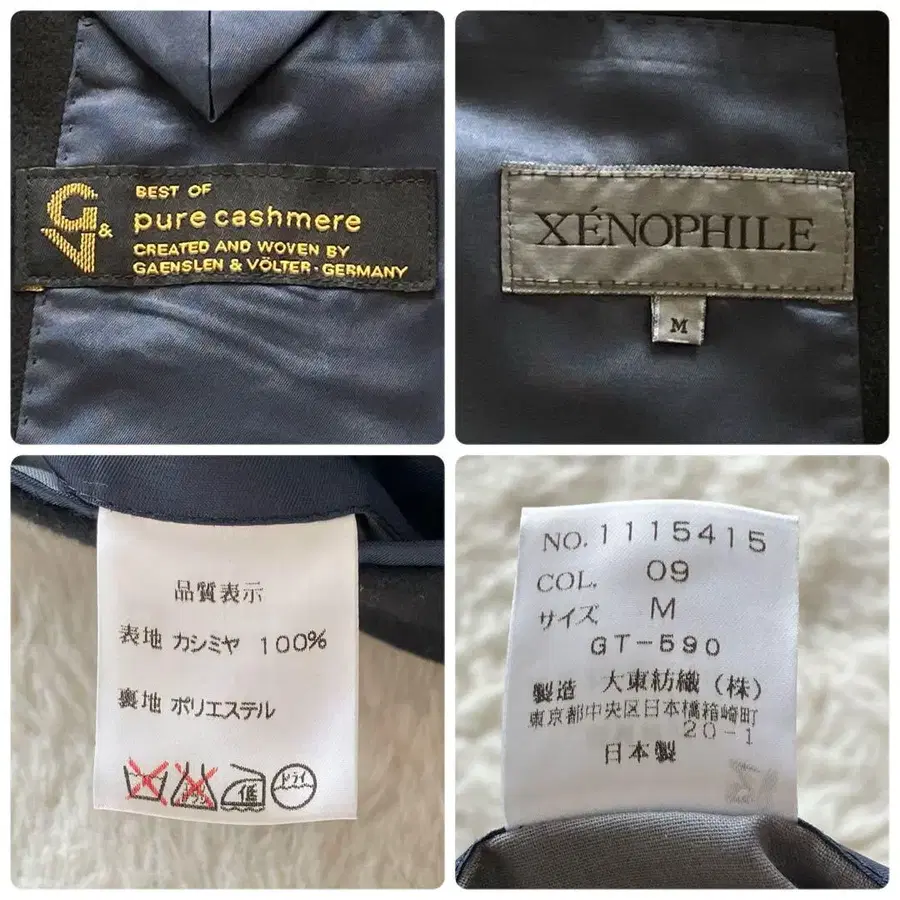 G&V
BEST OF
pure cashmere
CREATED AND WOVEN BY
GAENSLEN & VÖLTER · GERMANY
XÉNOPHILE
M
品質表示
表地 カシミヤ 100%
裏地 ポリエステル
低
ドライ
NO. 1115415
COL. 09
サイズ M
GT-590
製造 大東紡織(株)
東京都中央区日本橋箱崎町
20-1
日本製